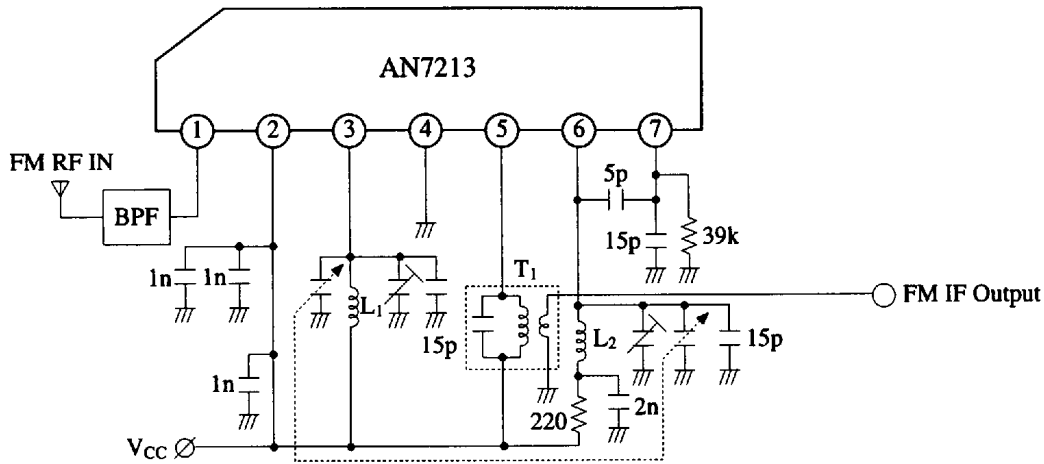 AN7213
1 2 3 4 5 6 7
FM RF IN
BPF
5p
15p
39k
1n
1n
L1
15p
T1
FM IF Output
L2
15p
1n
220
2n
VCC